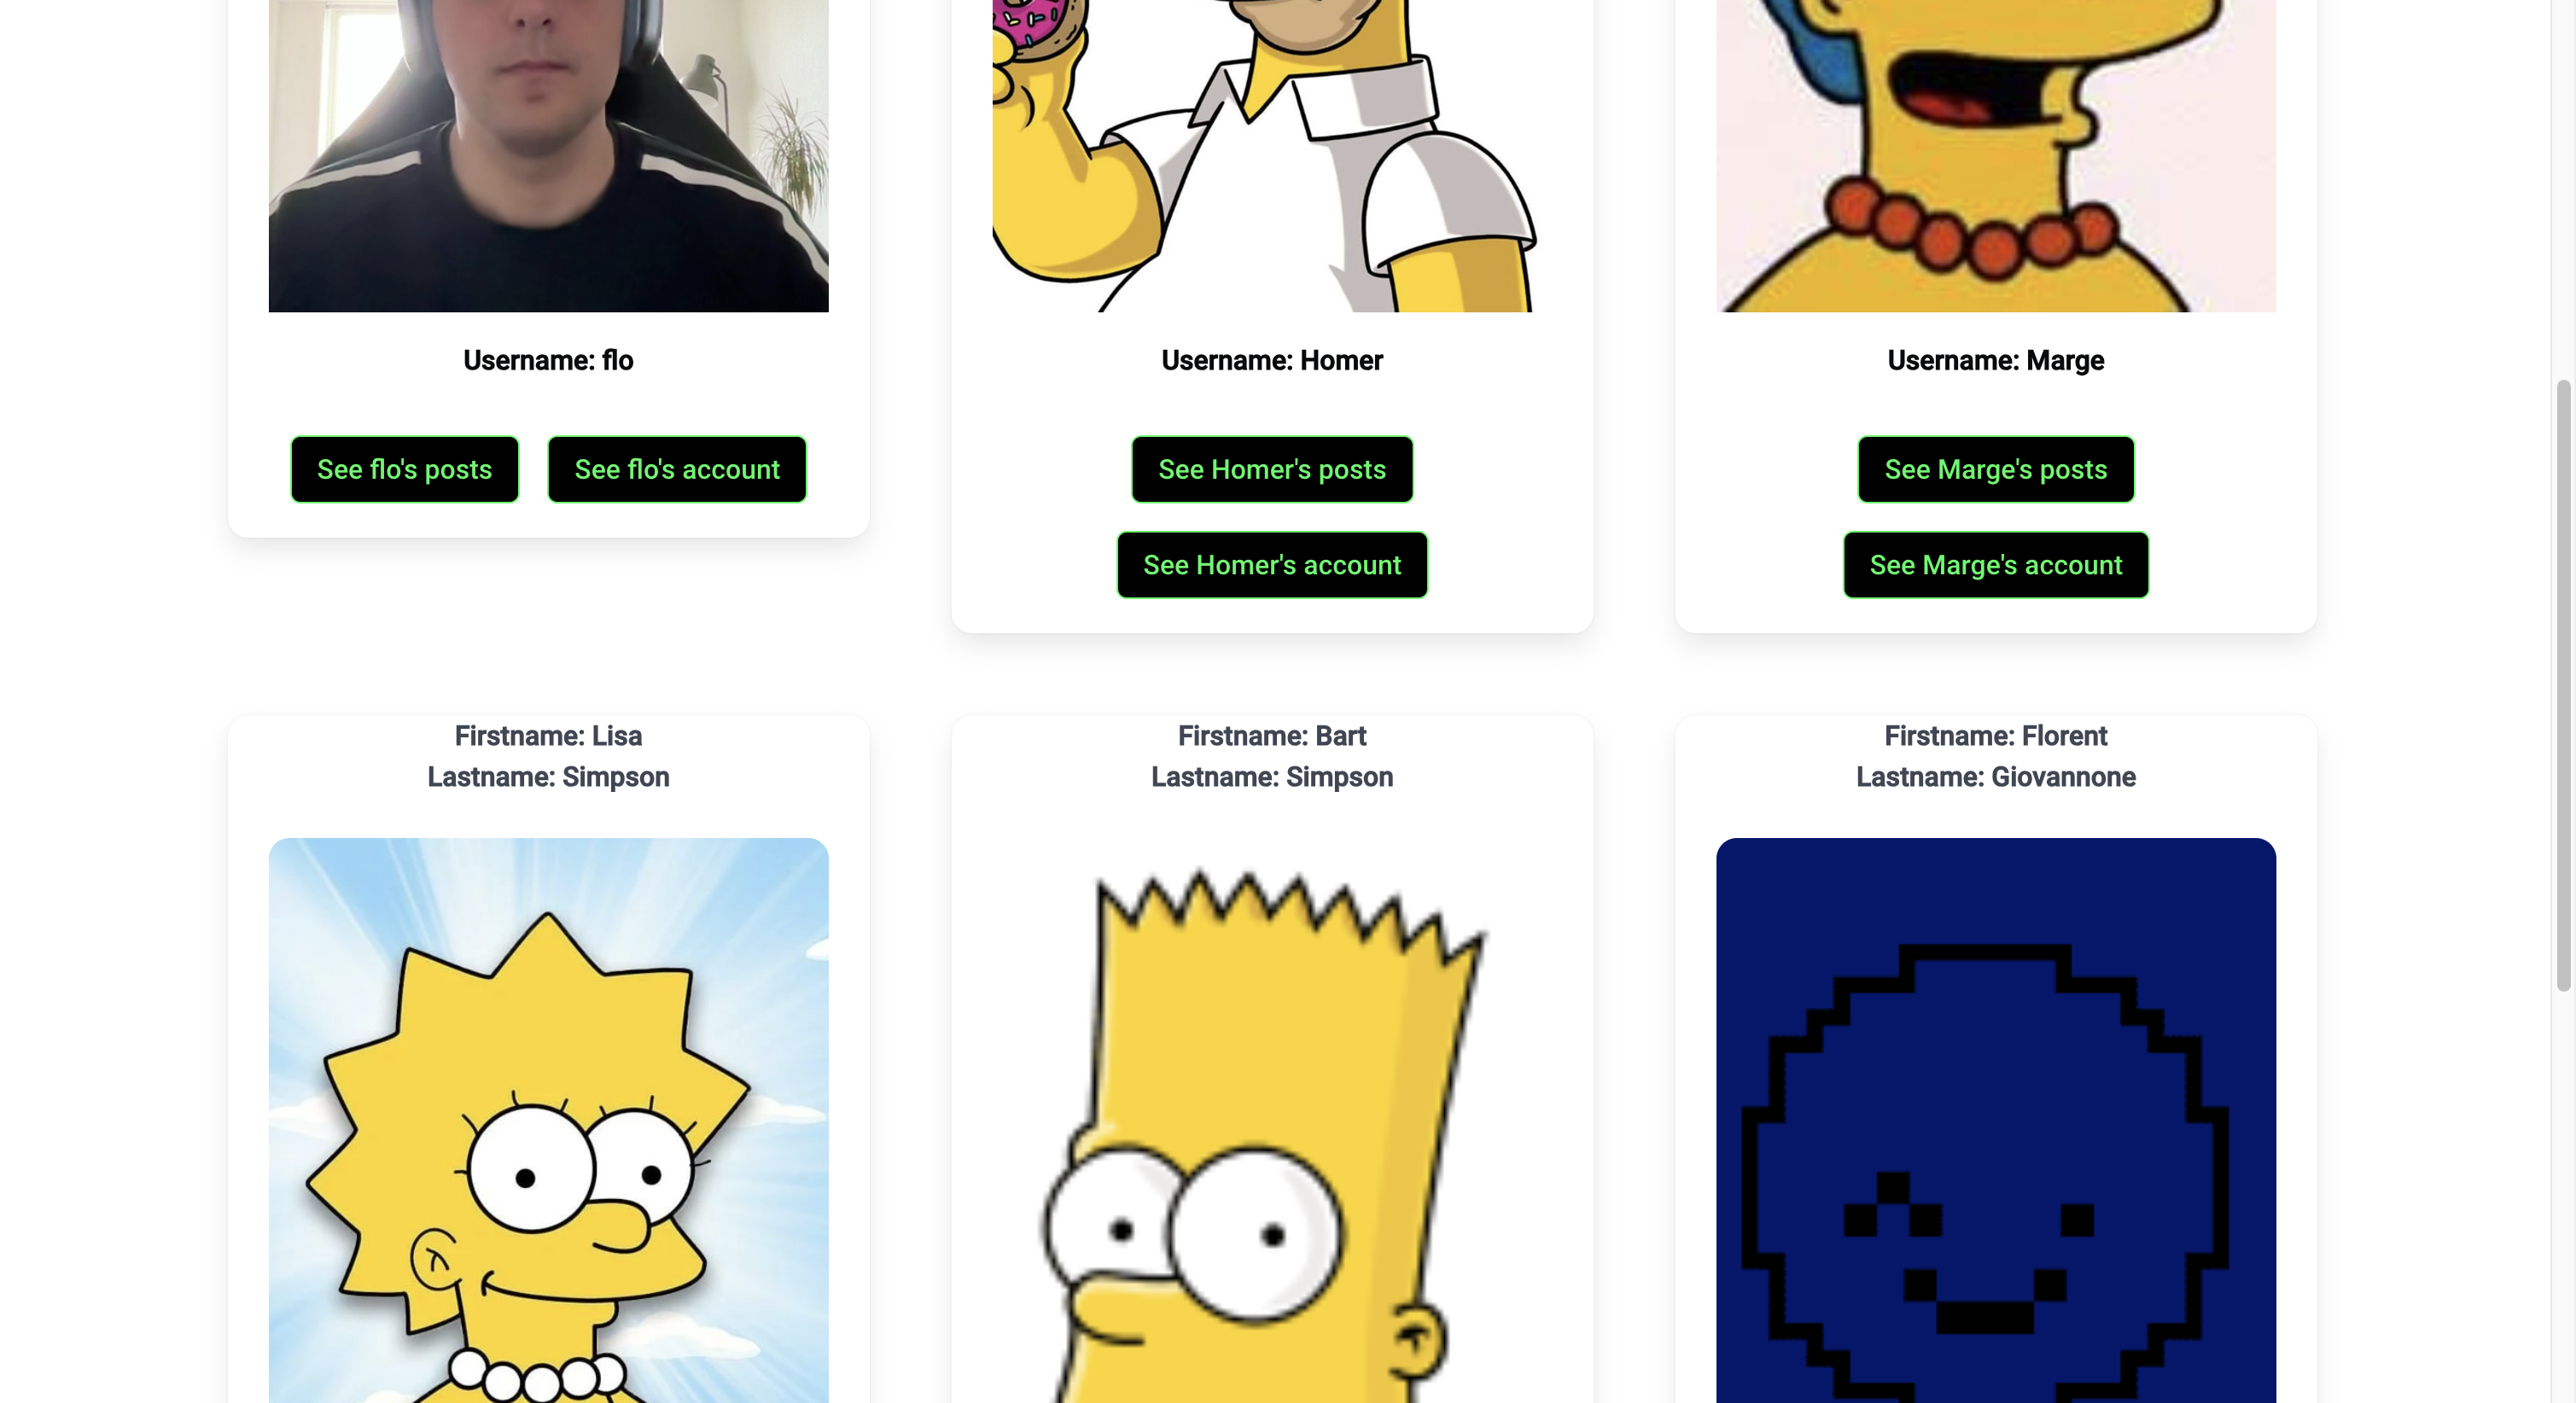 Username: flo
See flo's posts
See flo's account
Username: Homer
See Homer's posts
See Homer's account
Username: Marge
See Marge's posts
See Marge's account
Firstname: Lisa
Lastname: Simpson
Firstname: Bart
Lastname: Simpson
Firstname: Florent
Lastname: Giovannone